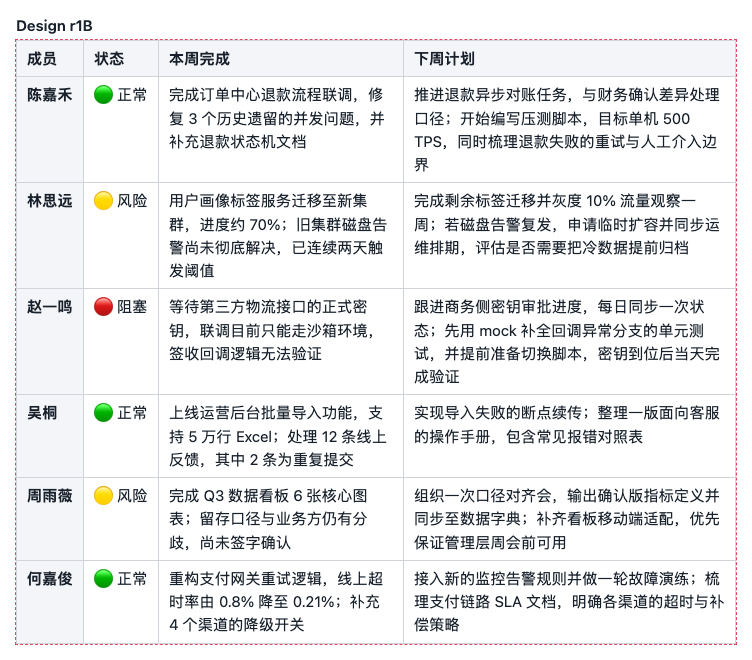 Design r1B
成员 状态 本周完成 下周计划
陈嘉禾 正常 完成订单中心退款流程联调，修 推进退款异步对账任务，与财务确认差异处理
复 3 个历史遗留的并发问题，并 口径；开始编写压测脚本，目标单机 500
补充退款状态机文档 TPS，同时梳理退款失败的重试与人工介入边
界
林思远 风险 用户画像标签服务迁移至新集 完成剩余标签迁移并灰度 10% 流量观察一
群，进度约 70%；旧集群磁盘告 周；若磁盘告警复发，申请临时扩容并同步运
警尚未彻底解决，已连续两天触 维排期，评估是否需要把冷数据提前归档
发阈值
赵一鸣 阻塞 等待第三方物流接口的正式密 跟进商务侧密钥审批进度，每日同步一次状
钥，联调目前只能走沙箱环境， 态；先用 mock 补全回调异常分支的单元测
签收回调逻辑无法验证 试，并提前准备切换脚本，密钥到位后当天完
成验证
吴桐 正常 上线运营后台批量导入功能，支 实现导入失败的断点续传；整理一版面向客服
持 5 万行 Excel；处理 12 条线上 的操作手册，包含常见报错对照表
反馈，其中 2 条为重复提交
周雨薇 风险 完成 Q3 数据看板 6 张核心图 组织一次口径对齐会，输出确认版指标定义并
表；留存口径与业务方仍有分 同步至数据字典；补齐看板移动端适配，优先
歧，尚未签字确认 保证管理层周会前可用
何嘉俊 正常 重构支付网关重试逻辑，线上超 接入新的监控告警规则并做一轮故障演练；梳
时率由 0.8% 降至 0.21%；补充 理支付链路 SLA 文档，明确各渠道的超时与补
4 个渠道的降级开关 偿策略